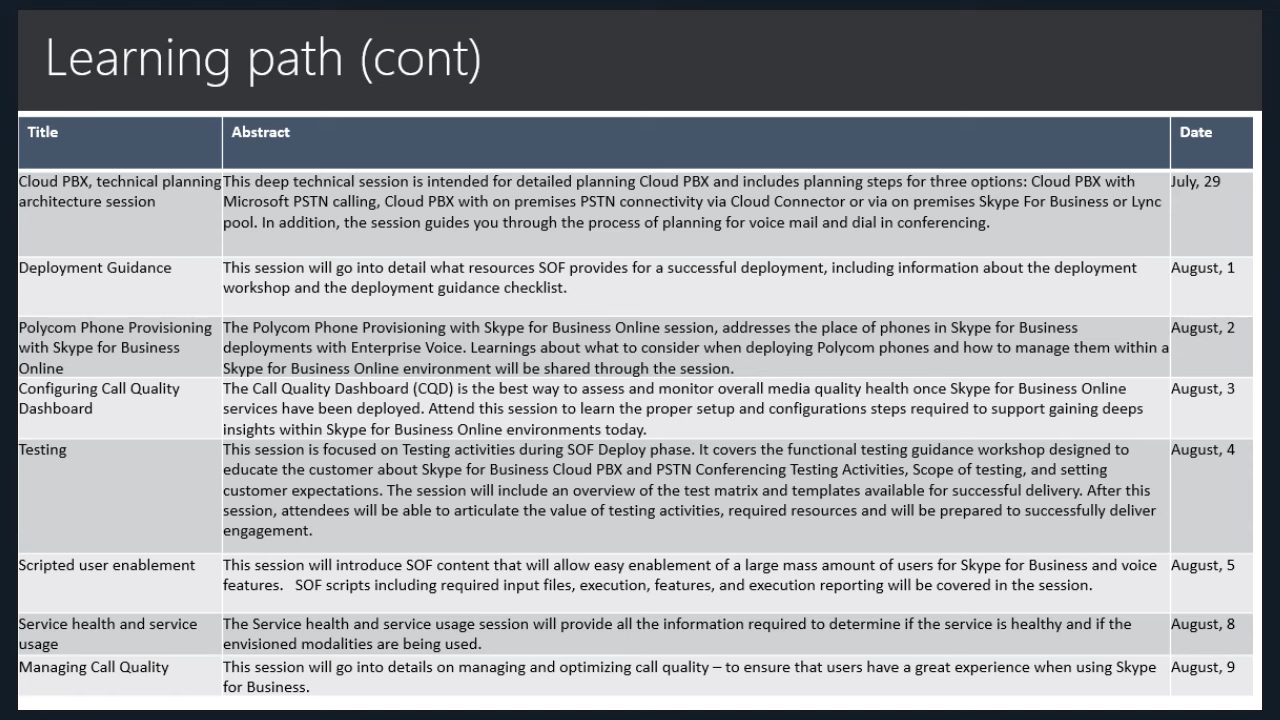 Learning path (cont)
Title Abstract Date
Cloud PBX, technical planning architecture session
This deep technical session is intended for detailed planning Cloud PBX and includes planning steps for three options: Cloud PBX with
Microsoft PSTN calling, Cloud PBX with on premises PSTN connectivity via Cloud Connector or via on premises Skype For Business or Lync
pool. In addition, the session guides you through the process of planning for voice mail and dial in conferencing.
July, 29
Deployment Guidance
This session will go into detail what resources SOF provides for a successful deployment, including information about the deployment
workshop and the deployment guidance checklist.
August, 1
Polycom Phone Provisioning
with Skype for Business
Online
The Polycom Phone Provisioning with Skype for Business Online session, addresses the place of phones in Skype for Business
deployments with Enterprise Voice. Learnings about what to consider when deploying Polycom phones and how to manage them within a
Skype for Business Online environment will be shared through the session.
August, 2
Configuring Call Quality
Dashboard
The Call Quality Dashboard (CQD) is the best way to assess and monitor overall media quality health once Skype for Business Online
services have been deployed. Attend this session to learn the proper setup and configurations steps required to support gaining deeps
insights within Skype for Business Online environments today.
August, 3
Testing
This session is focused on Testing activities during SOF Deploy phase. It covers the functional testing guidance workshop designed to
educate the customer about Skype for Business Cloud PBX and PSTN Conferencing Testing Activities, Scope of testing, and setting
customer expectations. The session will include an overview of the test matrix and templates available for successful delivery. After this
session, attendees will be able to articulate the value of testing activities, required resources and will be prepared to successfully deliver
engagement.
August, 4
Scripted user enablement
This session will introduce SOF content that will allow easy enablement of a large mass amount of users for Skype for Business and voice
features. SOF scripts including required input files, execution, features, and execution reporting will be covered in the session.
August, 5
Service health and service
usage
The Service health and service usage session will provide all the information required to determine if the service is healthy and if the
envisioned modalities are being used.
August, 8
Managing Call Quality
This session will go into details on managing and optimizing call quality – to ensure that users have a great experience when using Skype
for Business.
August, 9